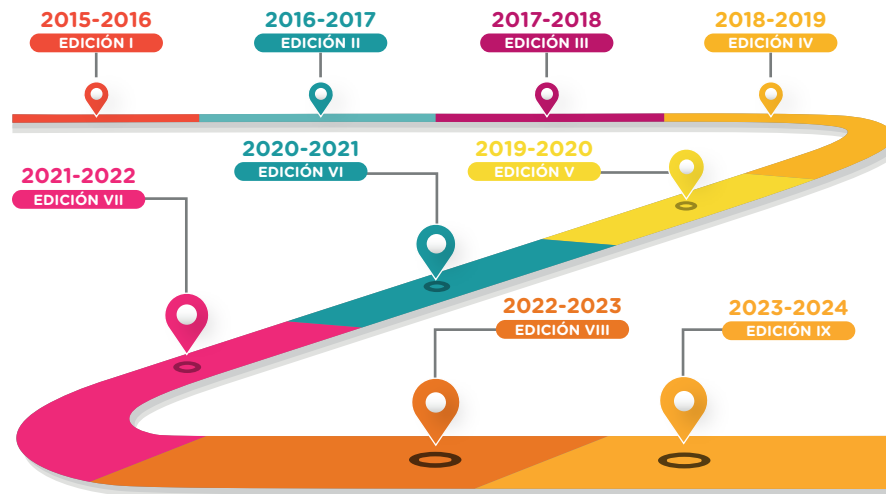 2015-2016
EDICIÓN I
2016-2017
EDICIÓN II
2017-2018
EDICIÓN III
2018-2019
EDICIÓN IV
2019-2020
EDICIÓN V
2020-2021
EDICIÓN VI
2021-2022
EDICIÓN VII
2022-2023
EDICIÓN VIII
2023-2024
EDICIÓN IX